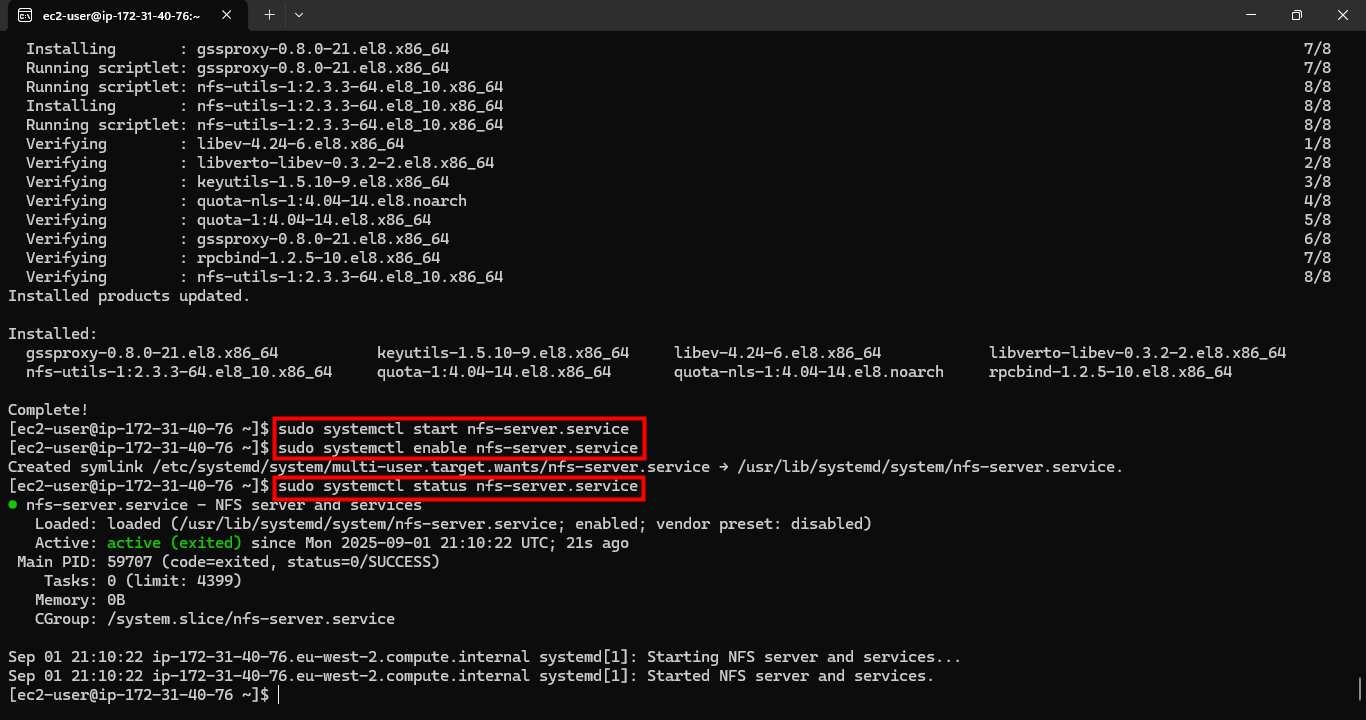 ec2-user@ip-172-31-40-76:~
Installing       : gssproxy-0.8.0-21.el8.x86_64 7/8
Running scriptlet: gssproxy-0.8.0-21.el8.x86_64 7/8
Running scriptlet: nfs-utils-1:2.3.3-64.el8_10.x86_64 8/8
Installing       : nfs-utils-1:2.3.3-64.el8_10.x86_64 8/8
Running scriptlet: nfs-utils-1:2.3.3-64.el8_10.x86_64 8/8
Verifying        : libev-4.24-6.el8.x86_64 1/8
Verifying        : libverto-libev-0.3.2-2.el8.x86_64 2/8
Verifying        : keyutils-1.5.10-9.el8.x86_64 3/8
Verifying        : quota-nls-1:4.04-14.el8.noarch 4/8
Verifying        : quota-1:4.04-14.el8.x86_64 5/8
Verifying        : gssproxy-0.8.0-21.el8.x86_64 6/8
Verifying        : rpcbind-1.2.5-10.el8.x86_64 7/8
Verifying        : nfs-utils-1:2.3.3-64.el8_10.x86_64 8/8
Installed products updated.
Installed:
gssproxy-0.8.0-21.el8.x86_64 keyutils-1.5.10-9.el8.x86_64 libev-4.24-6.el8.x86_64 libverto-libev-0.3.2-2.el8.x86_64
nfs-utils-1:2.3.3-64.el8_10.x86_64 quota-1:4.04-14.el8.x86_64 quota-nls-1:4.04-14.el8.noarch rpcbind-1.2.5-10.el8.x86_64
Complete!
[ec2-user@ip-172-31-40-76 ~]$ sudo systemctl start nfs-server.service
[ec2-user@ip-172-31-40-76 ~]$ sudo systemctl enable nfs-server.service
Created symlink /etc/systemd/system/multi-user.target.wants/nfs-server.service → /usr/lib/systemd/system/nfs-server.service.
[ec2-user@ip-172-31-40-76 ~]$ sudo systemctl status nfs-server.service
● nfs-server.service - NFS server and services
Loaded: loaded (/usr/lib/systemd/system/nfs-server.service; enabled; vendor preset: disabled)
Active: active (exited) since Mon 2025-09-01 21:10:22 UTC; 21s ago
Main PID: 59707 (code=exited, status=0/SUCCESS)
Tasks: 0 (limit: 4399)
Memory: 0B
CGroup: /system.slice/nfs-server.service
Sep 01 21:10:22 ip-172-31-40-76.eu-west-2.compute.internal systemd[1]: Starting NFS server and services...
Sep 01 21:10:22 ip-172-31-40-76.eu-west-2.compute.internal systemd[1]: Started NFS server and services.
[ec2-user@ip-172-31-40-76 ~]$